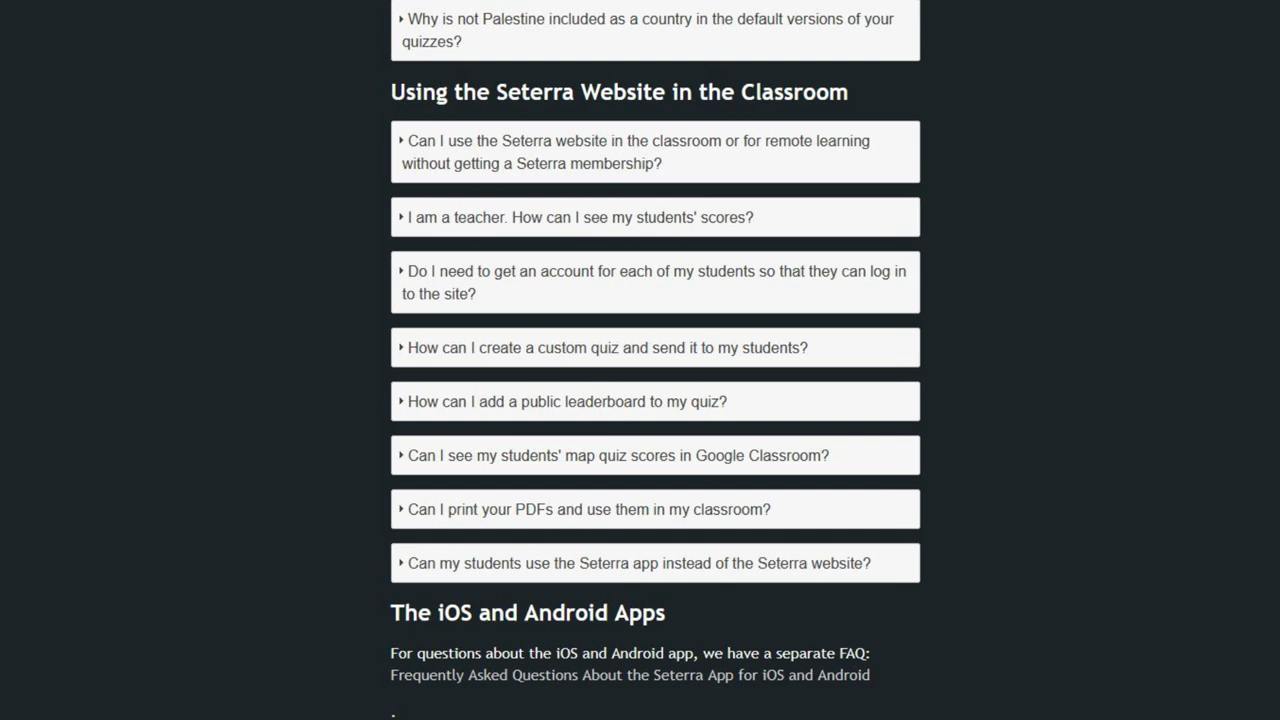 Why is not Palestine included as a country in the default versions of your
quizzes?
Using the Seterra Website in the Classroom
Can I use the Seterra website in the classroom or for remote learning
without getting a Seterra membership?
I am a teacher. How can I see my students' scores?
Do I need to get an account for each of my students so that they can log in
to the site?
How can I create a custom quiz and send it to my students?
How can I add a public leaderboard to my quiz?
Can I see my students' map quiz scores in Google Classroom?
Can I print your PDFs and use them in my classroom?
Can my students use the Seterra app instead of the Seterra website?
The iOS and Android Apps
For questions about the iOS and Android app, we have a separate FAQ:
Frequently Asked Questions About the Seterra App for iOS and Android
.